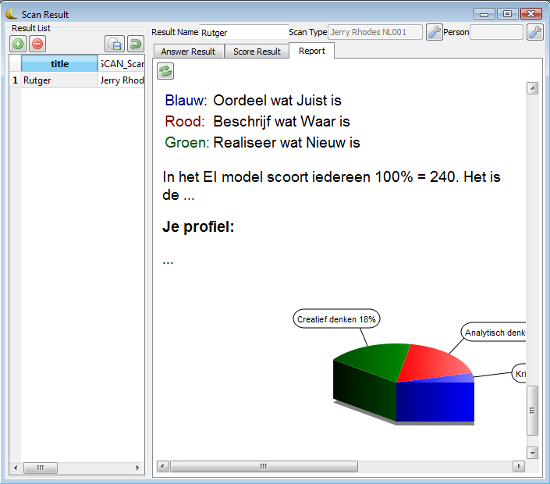 Scan Result
Result List
Result Name Rutger Scan Type Jerry Rhodes NL001 Person
title SCAN_Scan
1 Rutger Jerry Rhod
Answer Result Score Result Report
Blauw: Oordeel wat Juist is
Rood: Beschrijf wat Waar is
Groen: Realiseer wat Nieuw is
In het EI model scoort iedereen 100% = 240. Het is
de ...
Je profiel:
...
Creatief denken 18%
Analytisch denk
Kri